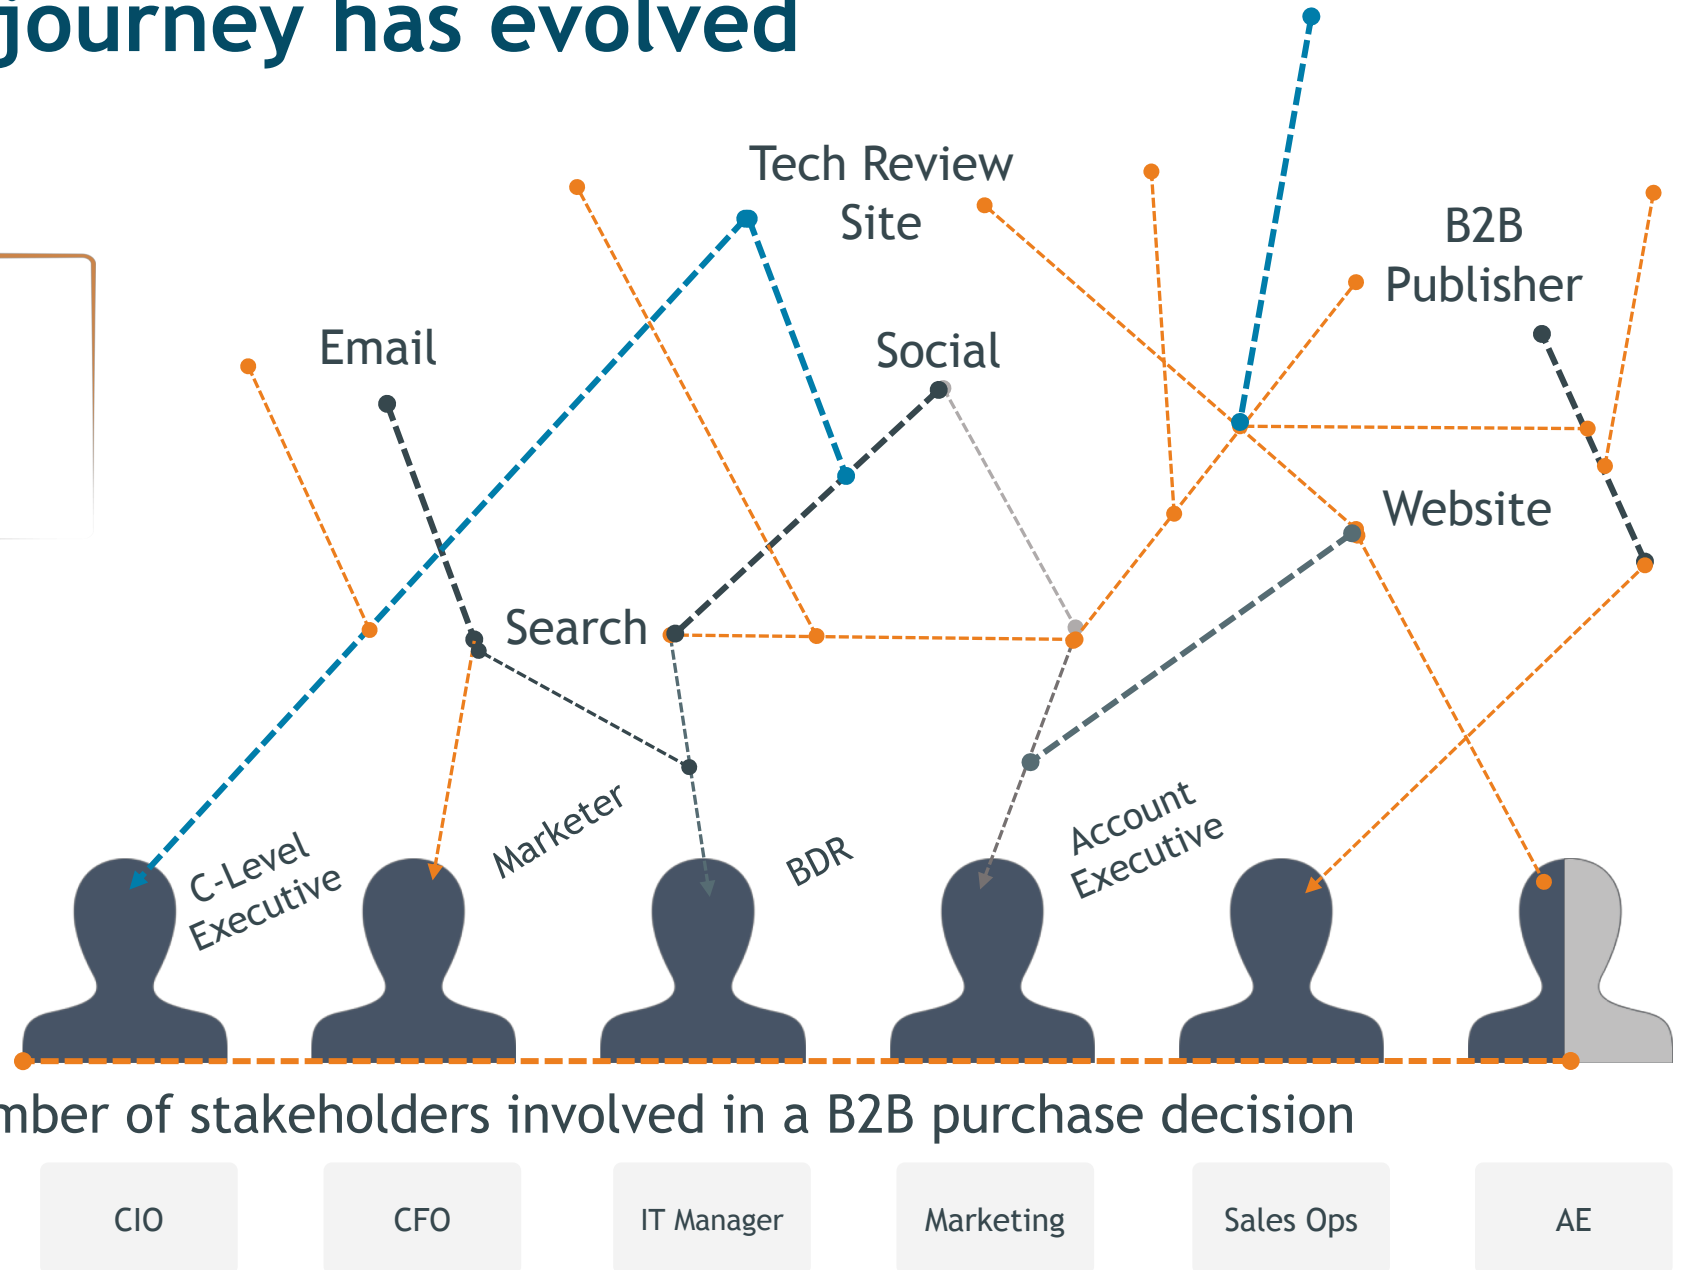 journey has evolved
Tech Review
Site
B2B
Publisher
Email
Social
Website
Search
Marketer
C-Level
Executive
BDR
Account
Executive
mber of stakeholders involved in a B2B purchase decision
CIO
CFO
IT Manager
Marketing
Sales Ops
AE